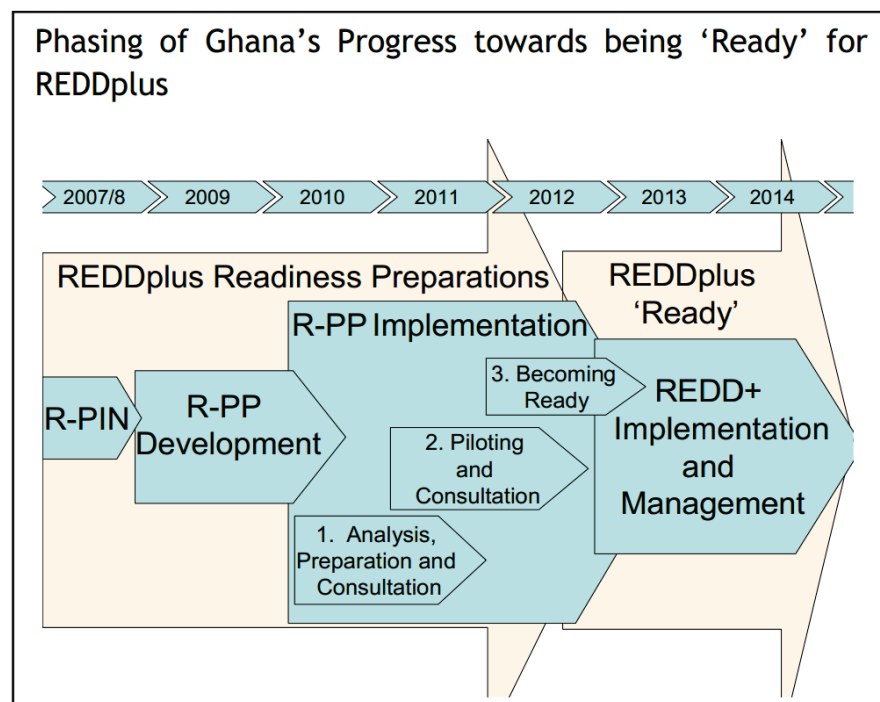 Phasing of Ghana’s Progress towards being ‘Ready’ for
REDDplus
2007/8 2009 2010 2011 2012 2013 2014
REDDplus Readiness Preparations
REDDplus
‘Ready’
R-PP Implementation
R-PIN
R-PP
Development
3. Becoming
Ready
2. Piloting
and
Consultation
1. Analysis,
Preparation and
Consultation
REDD+
Implementation
and
Management